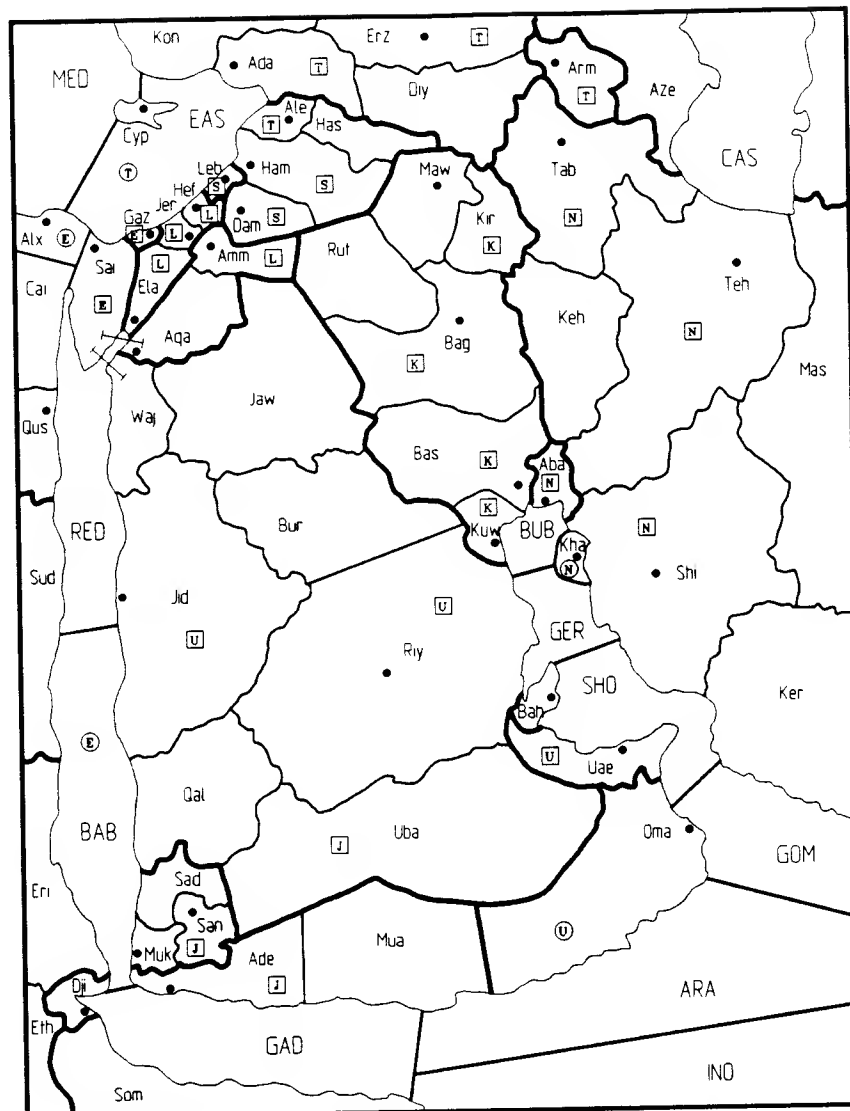 Kon
Erz
T
Ada
T
Arm
T
Aze
MED
Diy
EAS
Ale
T
Has
Cyp
T
CAS
Tab
N
Leb
Ham
S
Hef
S
Maw
Jer
L
Dam
S
Kir
K
Gaz
E
L
Alx
E
Sai
E
Amm
L
Rut
Ela
L
Teh
N
Cai
Keh
Aqa
Bag
K
Mas
Jaw
Waj
Qus
Bas
K
Aba
N
K
Kuw
BUB
N
Kha
N
Bur
RED
Sud
Jid
U
U
Shi
GER
Riy
SHO
Ker
Bah
E
U
Uae
Qal
BAB
Uba
J
Oma
GOM
Eri
Sad
San
J
Muk
Mua
U
Ade
J
Dji
ARA
Eth
GAD
INO
Som